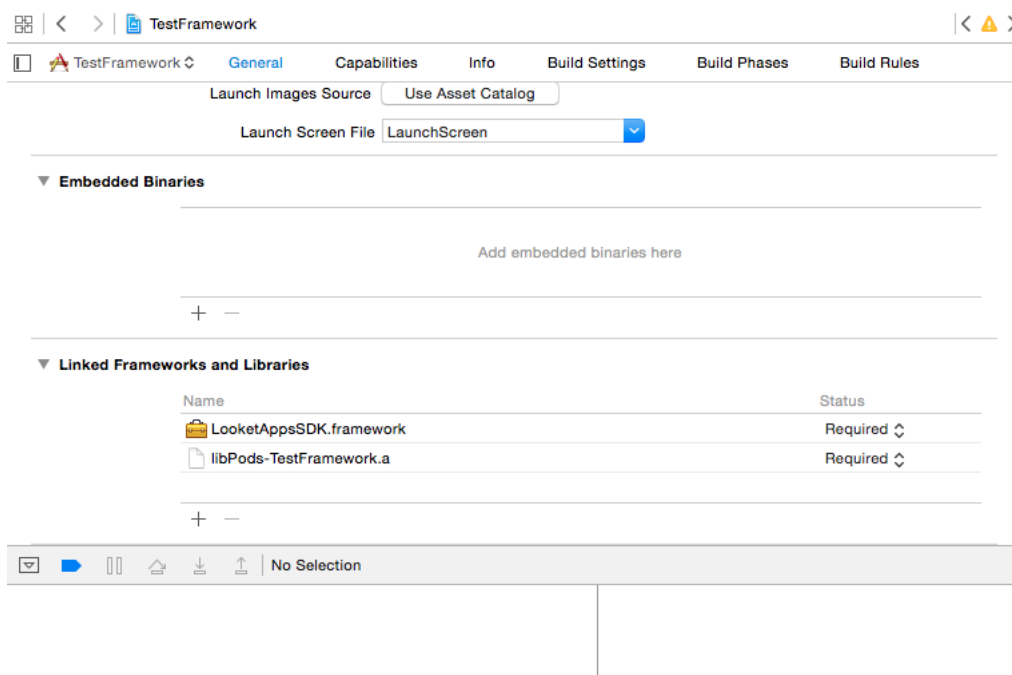 TestFramework
TestFramework General Capabilities Info Build Settings Build Phases Build Rules
Launch Images Source Use Asset Catalog
Launch Screen File LaunchScreen
Embedded Binaries
Add embedded binaries here
Linked Frameworks and Libraries
Name Status
LooketAppsSDK.framework Required
libPods-TestFramework.a Required
No Selection